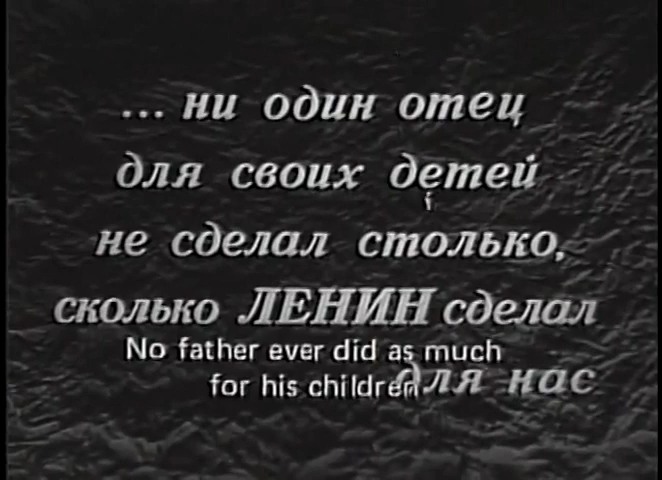 ... ни один отец
для своих детей
не сделал столько,
сколько ЛЕНИН сделал
для нас
No father ever did as much
for his children